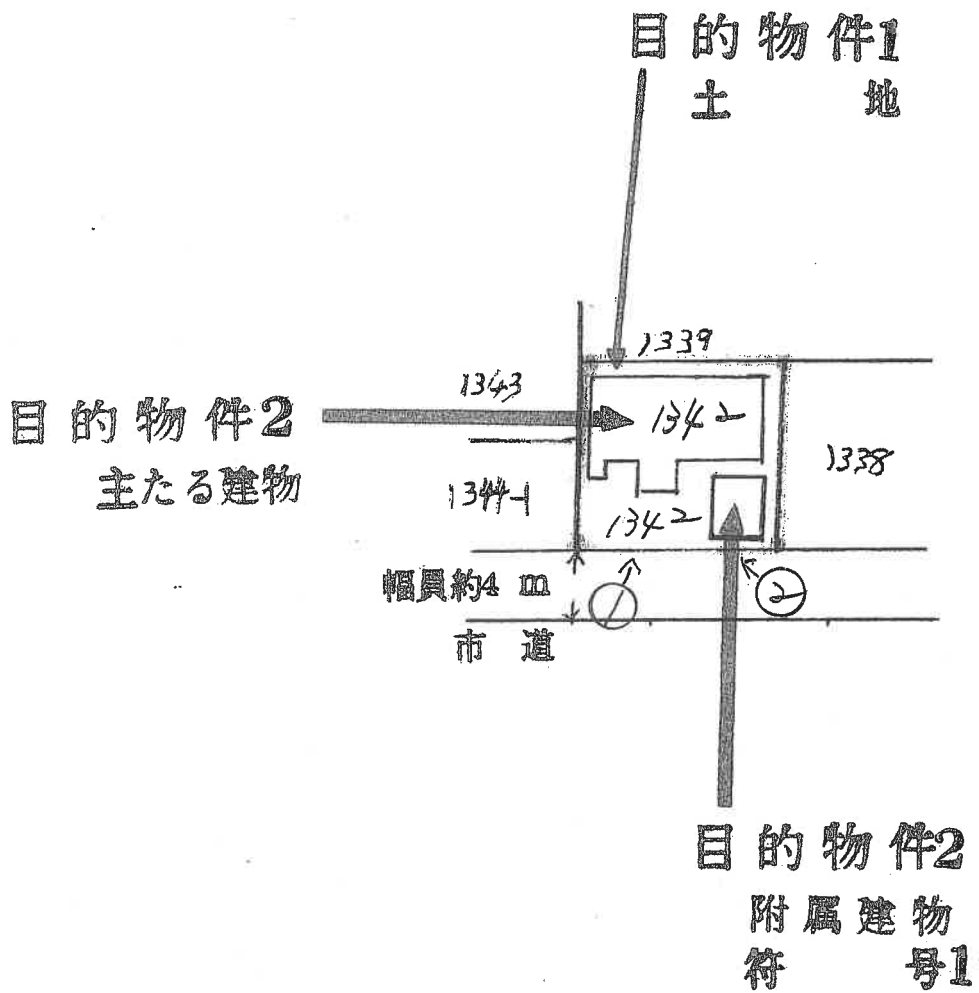 目的物件1
土地
1339
1343
目的物件2
主たる建物
1342
1338
1344-1
1342
幅員約4m
市道
1
2
目的物件2
附属建物
符号1